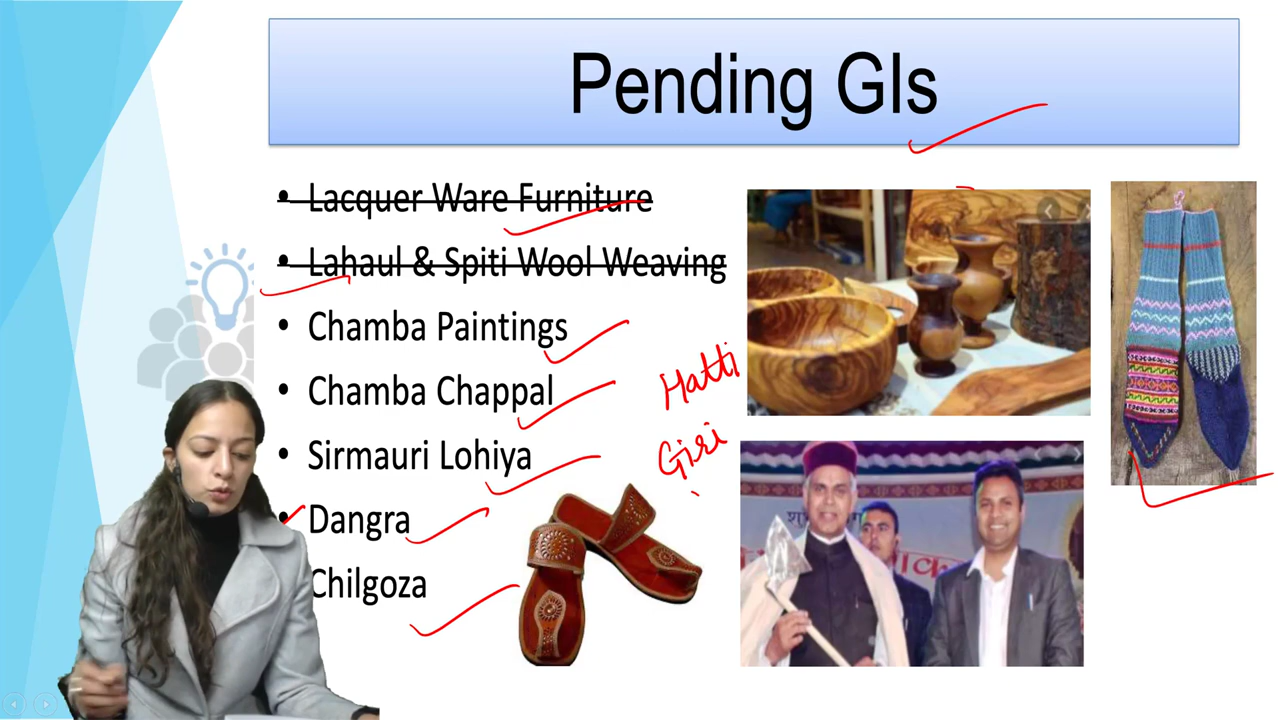 Pending GIs
• Lacquer Ware Furniture
• Lahaul & Spiti Wool Weaving
• Chamba Paintings
• Chamba Chappal
• Sirmauri Lohiya
• Dangra
Chilgoza
Hatti
Giri